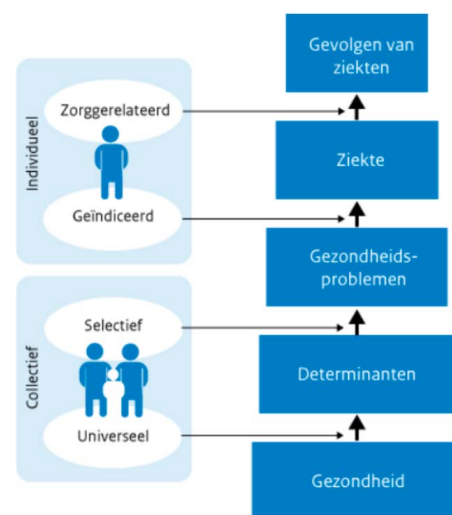 Individueel
Zorggerelateerd
Geïndiceerd
Collectief
Selectief
Universeel
Gevolgen van
ziekten
Ziekte
Gezondheids-
problemen
Determinanten
Gezondheid